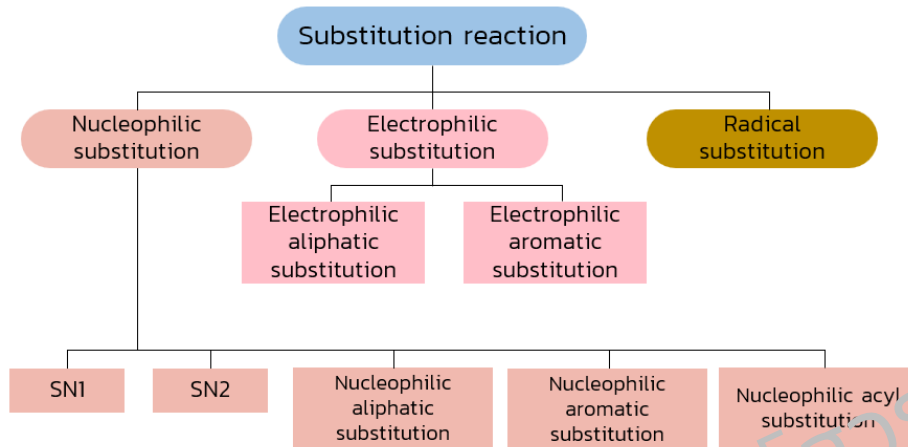 Substitution reaction
Nucleophilic
substitution
Electrophilic
substitution
Radical
substitution
Electrophilic
aliphatic
substitution
Electrophilic
aromatic
substitution
SN1
SN2
Nucleophilic
aliphatic
substitution
Nucleophilic
aromatic
substitution
Nucleophilic acyl
substitution